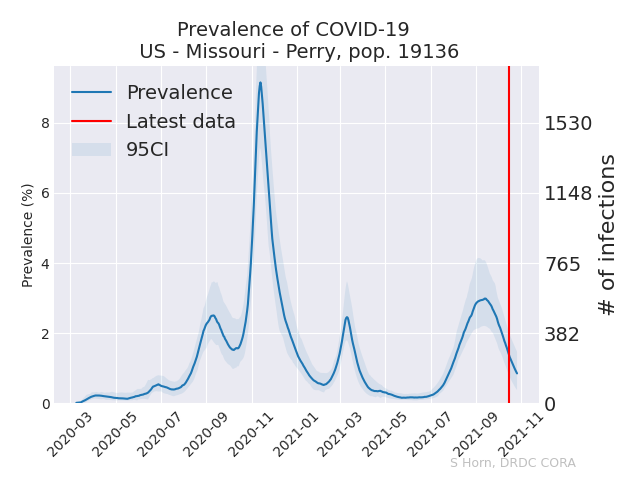 Prevalence of COVID-19
US - Missouri - Perry, pop. 19136
Prevalence
Latest data
95CI
Prevalence (%)
8
6
4
2
0
1530
1148
765
382
0
# of infections
2020-03
2020-05
2020-07
2020-09
2020-11
2021-01
2021-03
2021-05
2021-07
2021-09
2021-11
S Horn, DRDC CORA